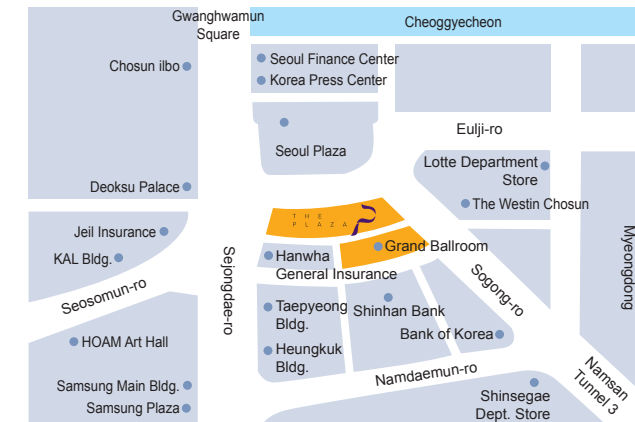 Gwanghwamun
Square
Cheoggyecheon
Chosun ilbo
Seoul Finance Center
Korea Press Center
Eulji-ro
Seoul Plaza
Lotte Department
Store
Deoksu Palace
The Westin Chosun
THE
PLAZA
Jeil Insurance
KAL Bldg.
Hanwha
General Insurance
Grand Ballroom
Myeongdong
Seosomun-ro
Sejongdae-ro
Sogong-ro
Taepyeong
Bldg.
Shinhan Bank
Bank of Korea
HOAM Art Hall
Heungkuk
Bldg.
Namdaemun-ro
Namsan
Tunnel 3
Samsung Main Bldg.
Samsung Plaza
Shinsegae
Dept. Store